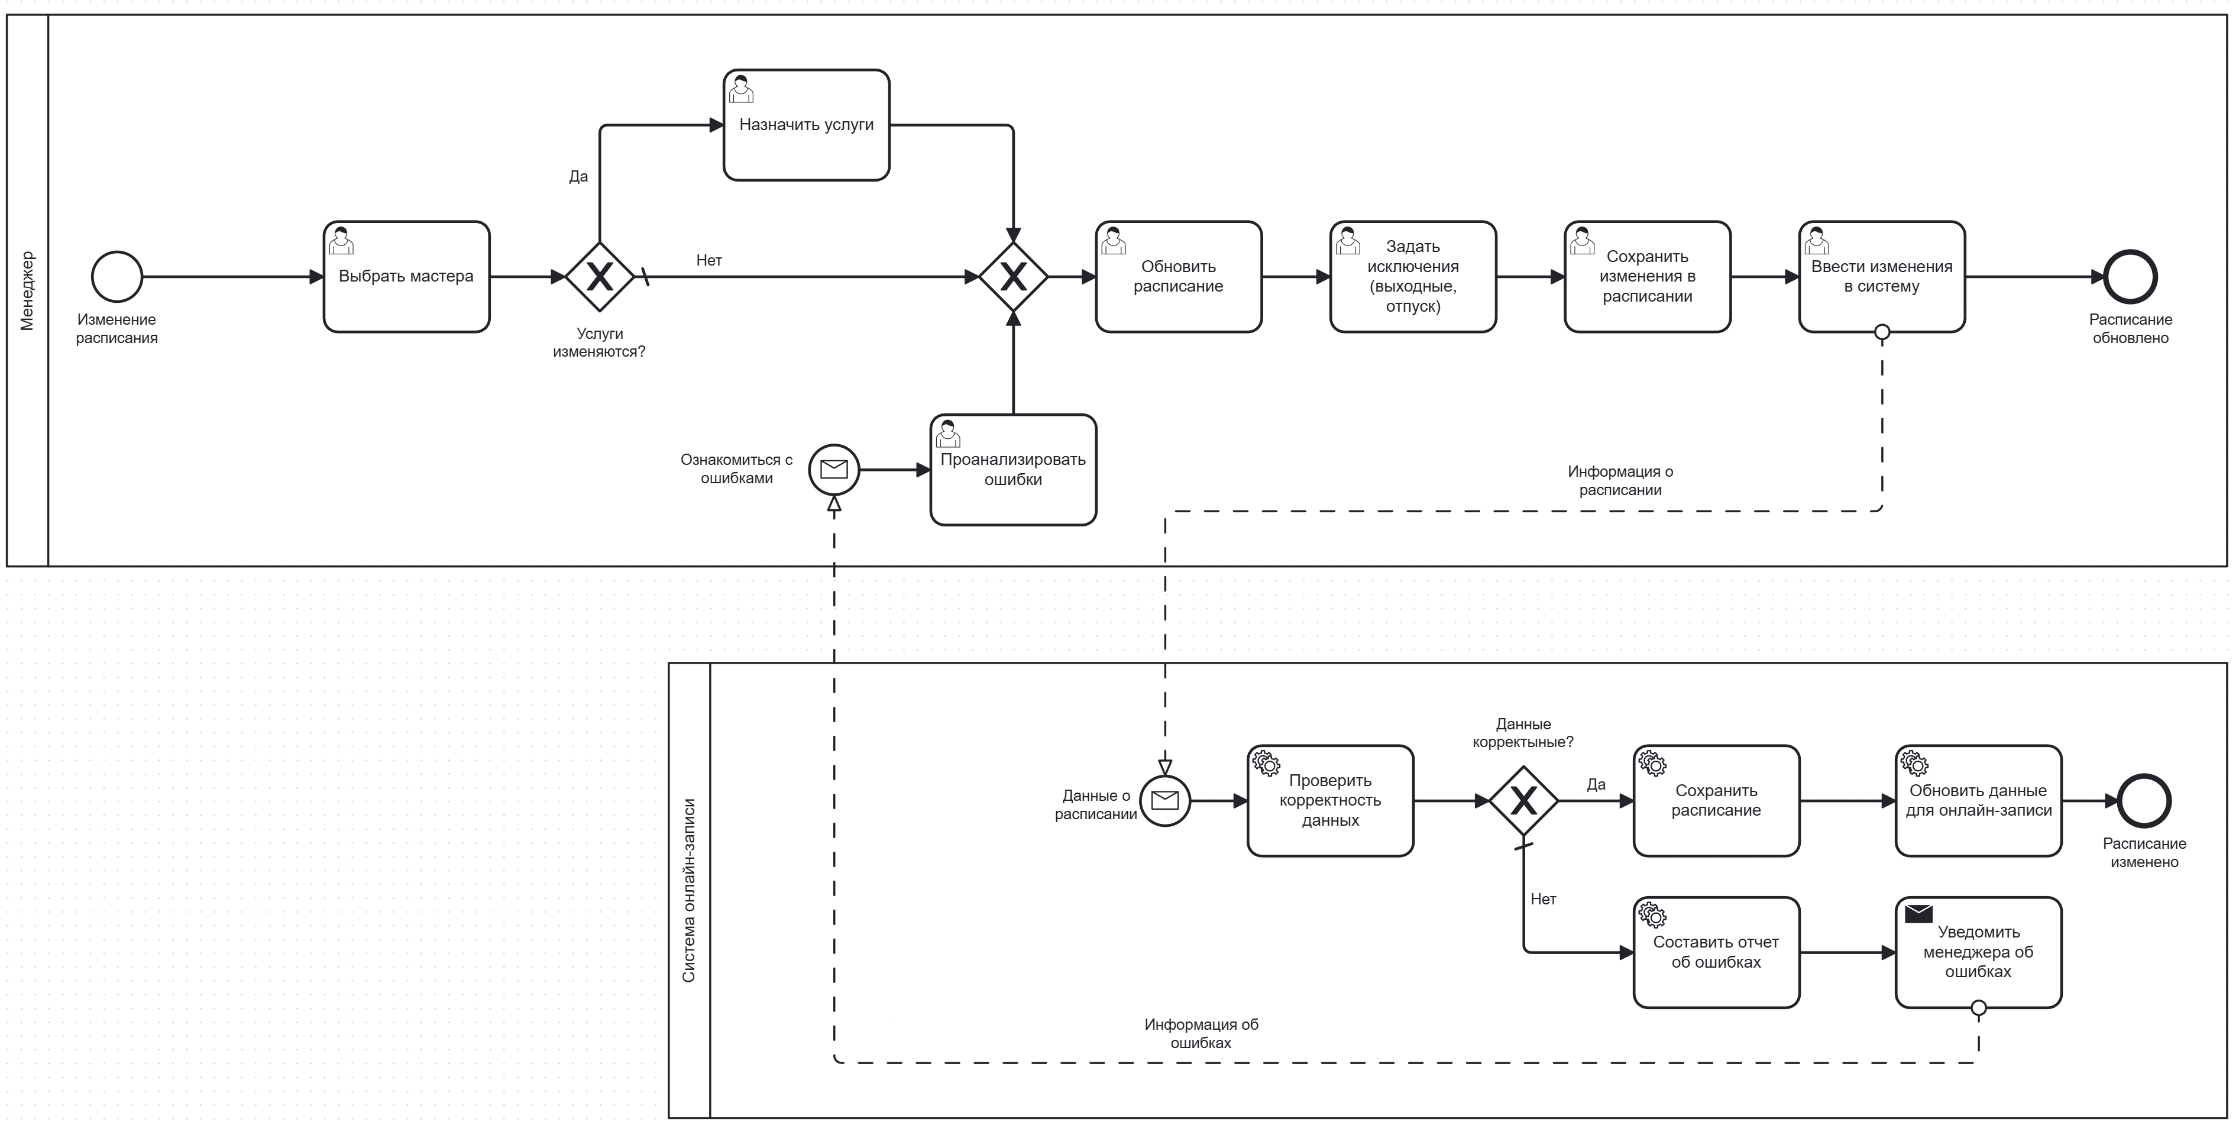 Менеджер
Изменение
расписания
Выбрать мастера
Услуги
изменяются?
Да
Назначить услуги
Нет
Ознакомиться с
ошибками
Проанализировать
ошибки
Обновить
расписание
Задать
исключения
(выходные,
отпуск)
Сохранить
изменения в
расписании
Ввести изменения
в систему
Расписание
обновлено
Информация о
расписании
Система онлайн-записи
Данные о
расписании
Проверить
корректность
данных
Данные
корректыные?
Да
Сохранить
расписание
Обновить данные
для онлайн-записи
Расписание
изменено
Нет
Составить отчет
об ошибках
Уведомить
менеджера об
ошибках
Информация об
ошибках